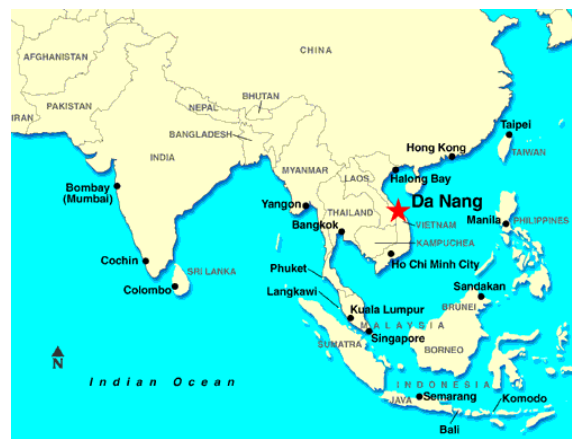 CHINA
AFGHANISTAN
PAKISTAN
IRAN
NEPAL
BHUTAN
BANGLADESH
INDIA
Taipei
TAIWAN
Hong Kong
MYANMAR
LAOS
Halong Bay
Bombay
(Mumbai)
Yangon
THAILAND
Da Nang
Bangkok
VIETNAM
Manila
PHILIPPINES
KAMPUCHEA
Cochin
SRI LANKA
Colombo
Phuket
Ho Chi Minh City
Langkawi
Sandakan
BRUNEI
Kuala Lumpur
MALAYSIA
Singapore
SUMATRA
BORNEO
N
Indian Ocean
INDONESIA
JAVA
Semarang
Komodo
Bali